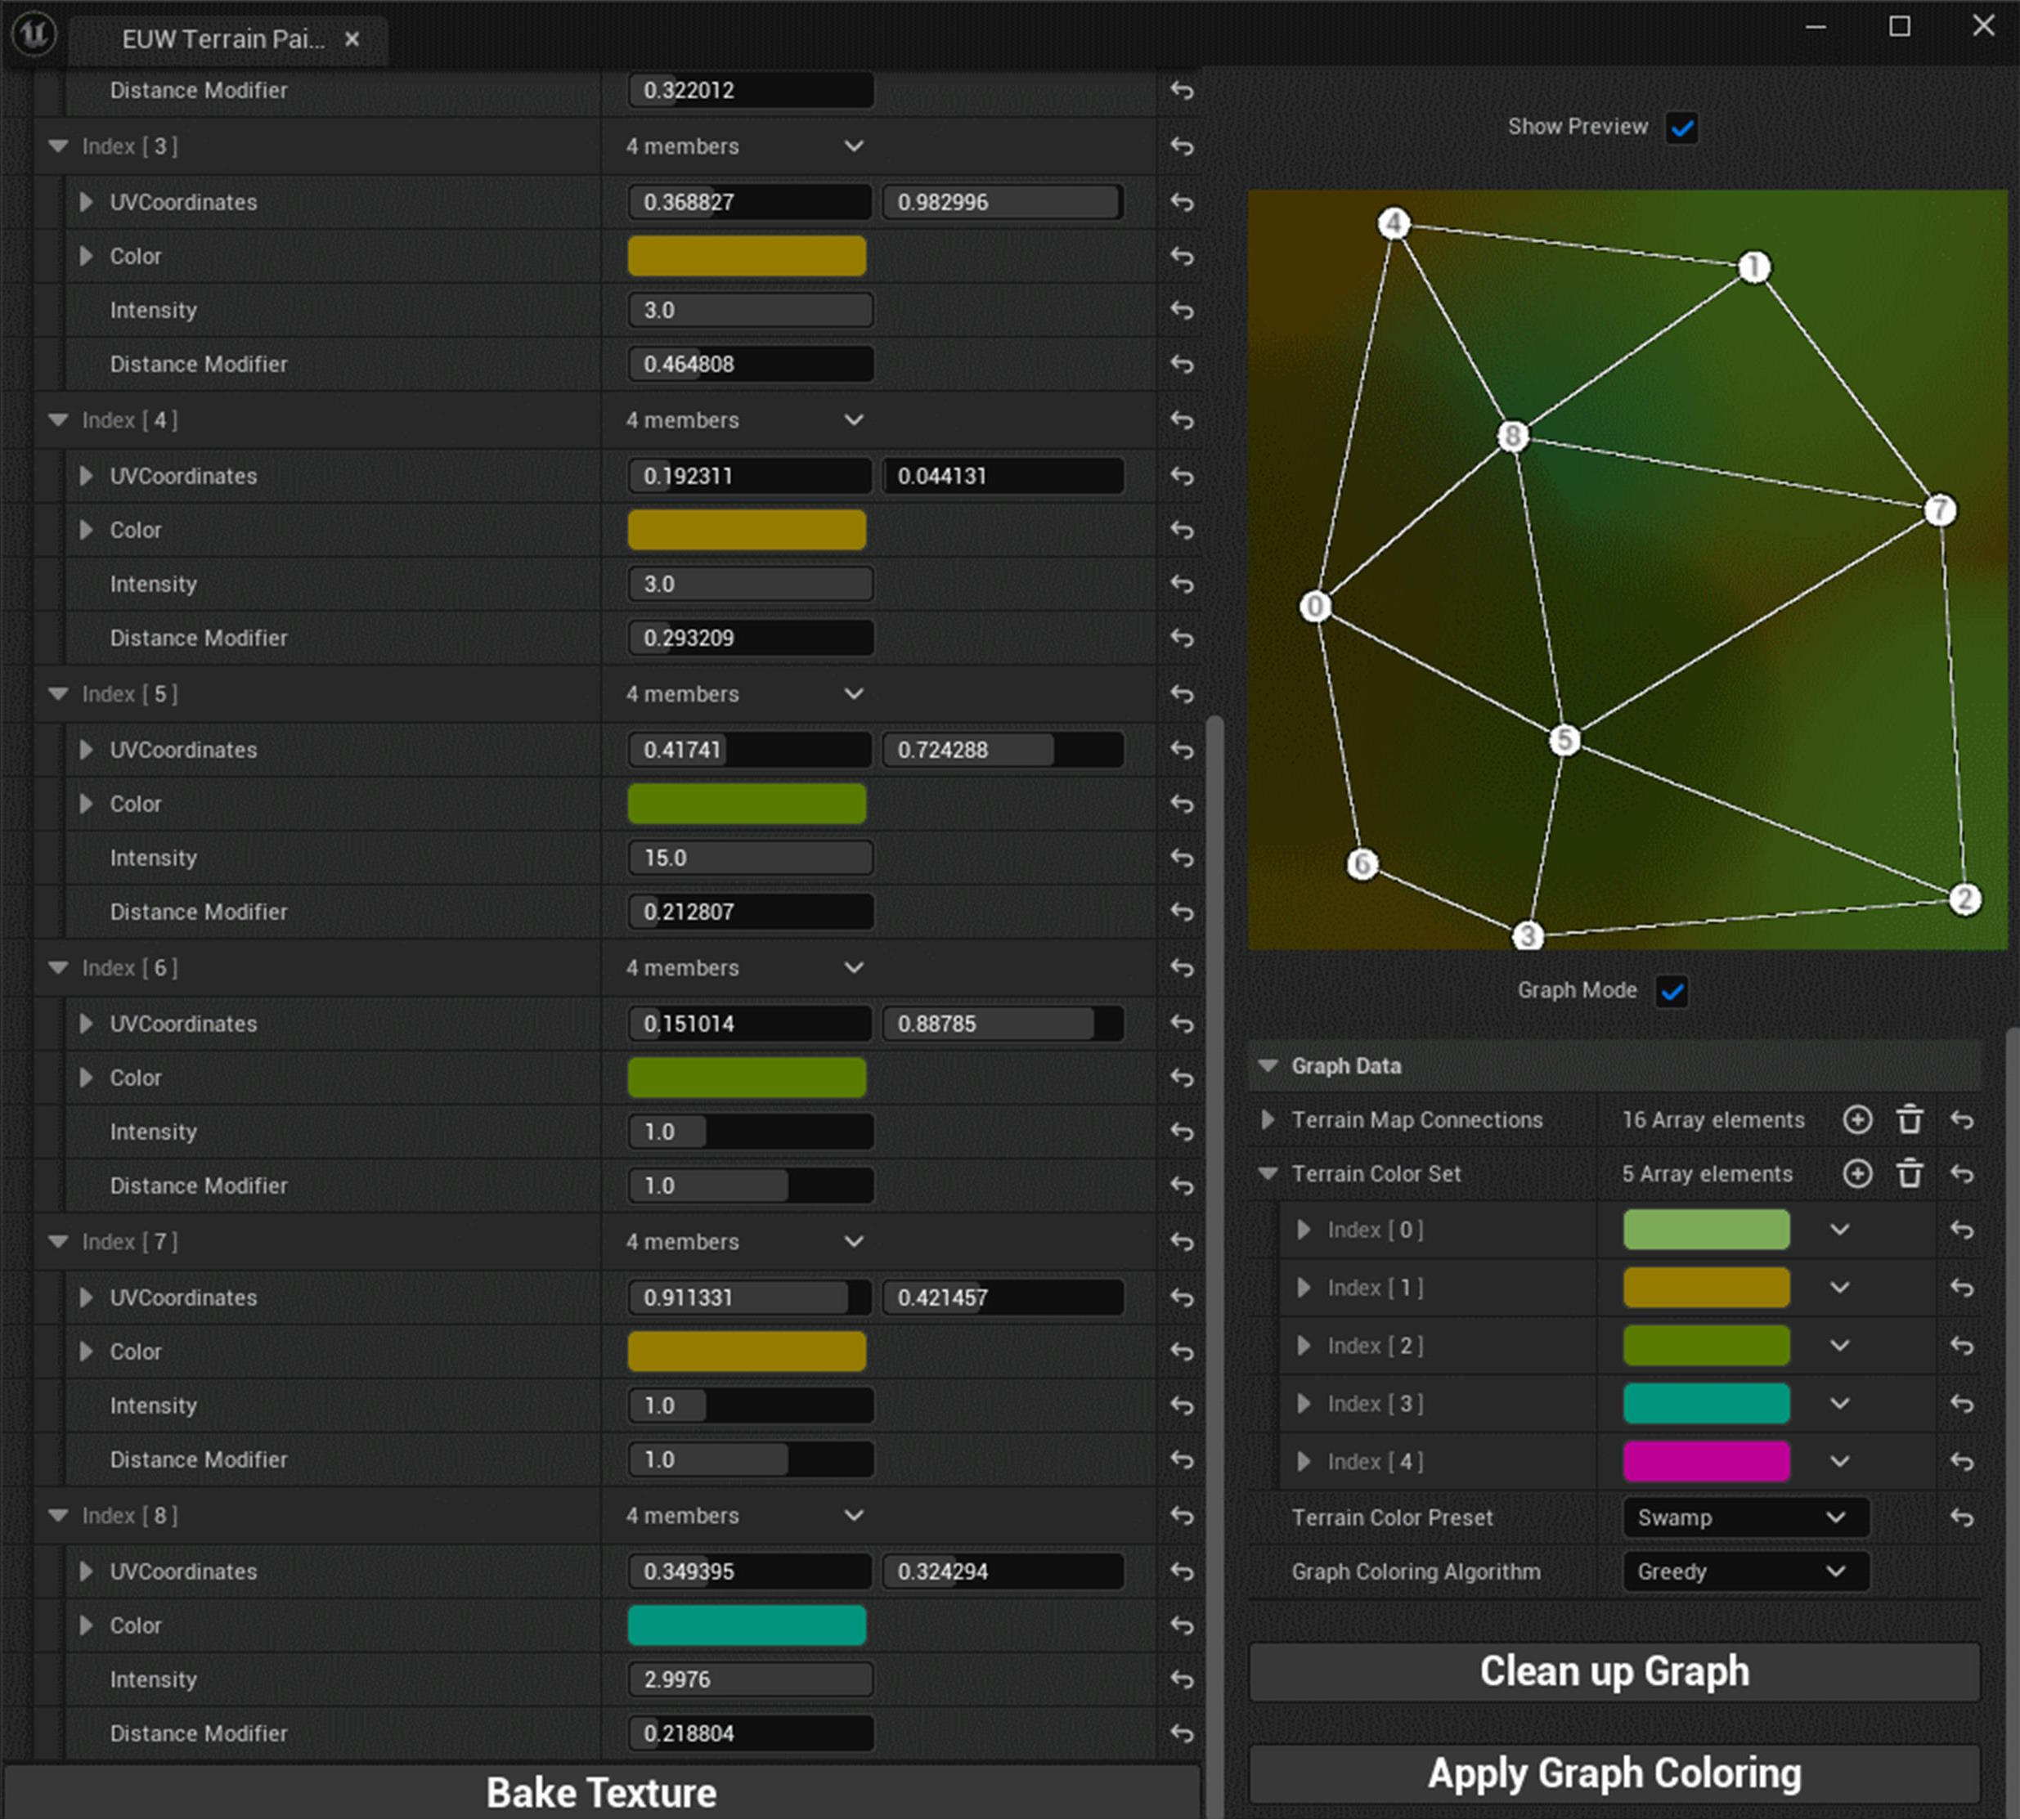 EUW Terrain Pai...
Distance Modifier 0.322012
Index [ 3 ] 4 members
UVCoordinates 0.368827 0.982996
Color
Intensity 3.0
Distance Modifier 0.464808
Index [ 4 ] 4 members
UVCoordinates 0.192311 0.044131
Color
Intensity 3.0
Distance Modifier 0.293209
Index [ 5 ] 4 members
UVCoordinates 0.41741 0.724288
Color
Intensity 15.0
Distance Modifier 0.212807
Index [ 6 ] 4 members
UVCoordinates 0.151014 0.88785
Color
Intensity 1.0
Distance Modifier 1.0
Index [ 7 ] 4 members
UVCoordinates 0.911331 0.421457
Color
Intensity 1.0
Distance Modifier 1.0
Index [ 8 ] 4 members
UVCoordinates 0.349395 0.324294
Color
Intensity 2.9976
Distance Modifier 0.218804
Bake Texture
Show Preview
4
1
8
7
0
5
6
2
3
Graph Mode
Graph Data
Terrain Map Connections 16 Array elements
Terrain Color Set 5 Array elements
Index [ 0 ]
Index [ 1 ]
Index [ 2 ]
Index [ 3 ]
Index [ 4 ]
Terrain Color Preset Swamp
Graph Coloring Algorithm Greedy
Clean up Graph
Apply Graph Coloring